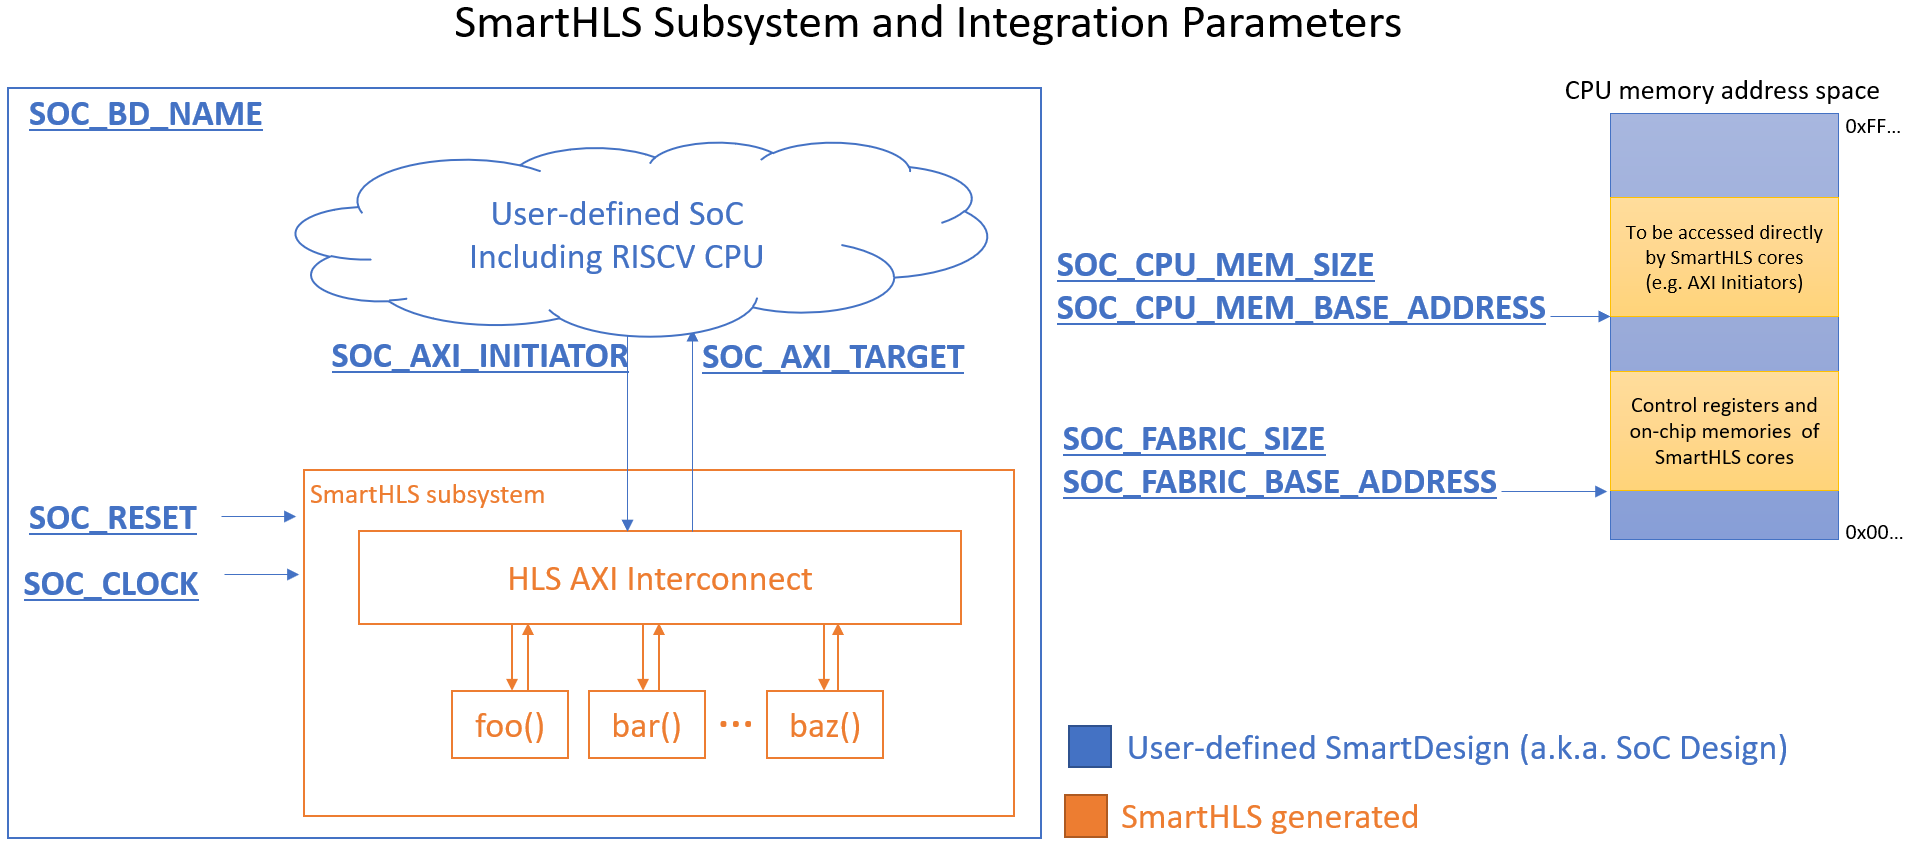 SmartHLS Subsystem and Integration Parameters
SOC_BD_NAME
User-defined SoC
Including RISCV CPU
SOC_AXI_INITIATOR
SOC_AXI_TARGET
SOC_RESET
SOC_CLOCK
SmartHLS subsystem
HLS AXI Interconnect
foo()
bar()
...
baz()
CPU memory address space
0xFF...
To be accessed directly
by SmartHLS cores
(e.g. AXI Initiators)
SOC_CPU_MEM_SIZE
SOC_CPU_MEM_BASE_ADDRESS
Control registers and
on-chip memories of
SmartHLS cores
SOC_FABRIC_SIZE
SOC_FABRIC_BASE_ADDRESS
0x00...
User-defined SmartDesign (a.k.a. SoC Design)
SmartHLS generated